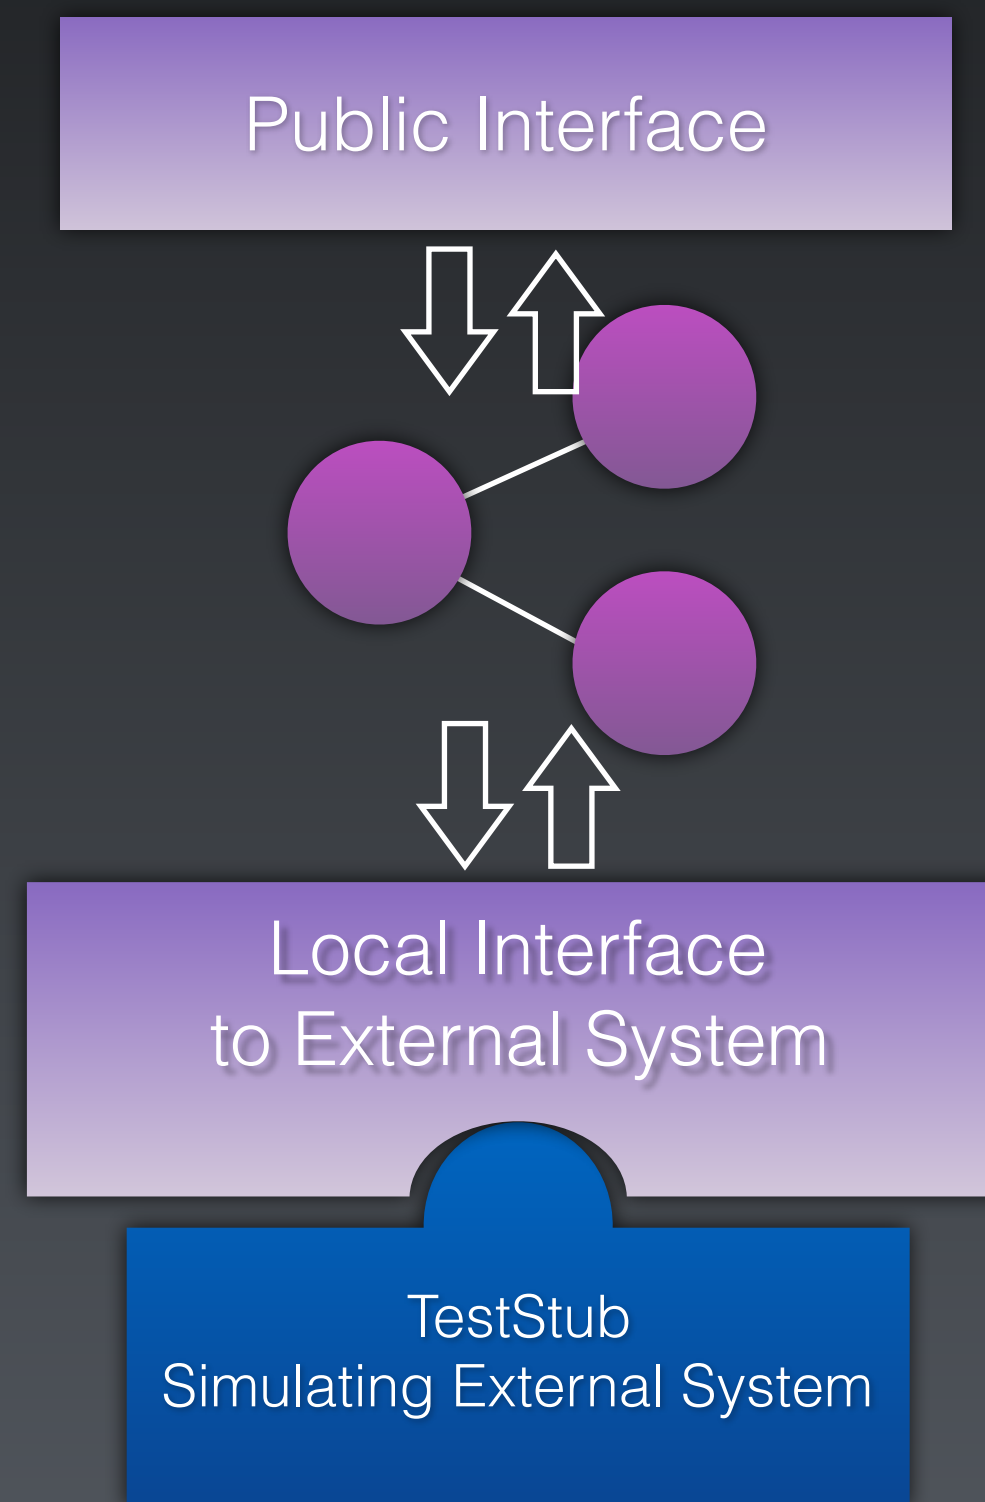 Public Interface
Local Interface
to External System
TestStub
Simulating External System